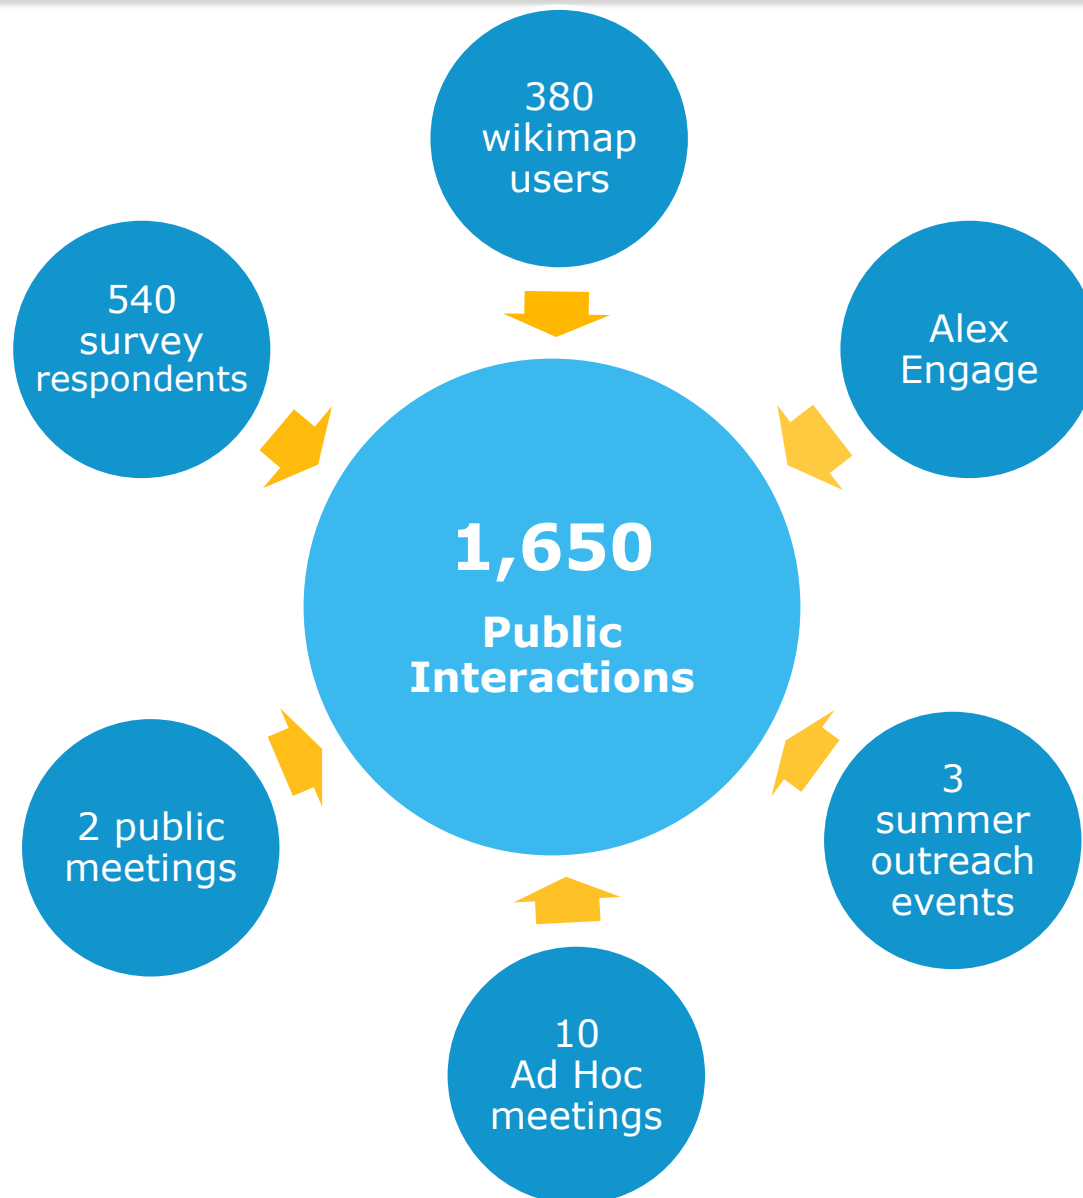 380
wikimap
users
540
survey
respondents
Alex
Engage
1,650
Public
Interactions
2 public
meetings
3
summer
outreach
events
10
Ad Hoc
meetings